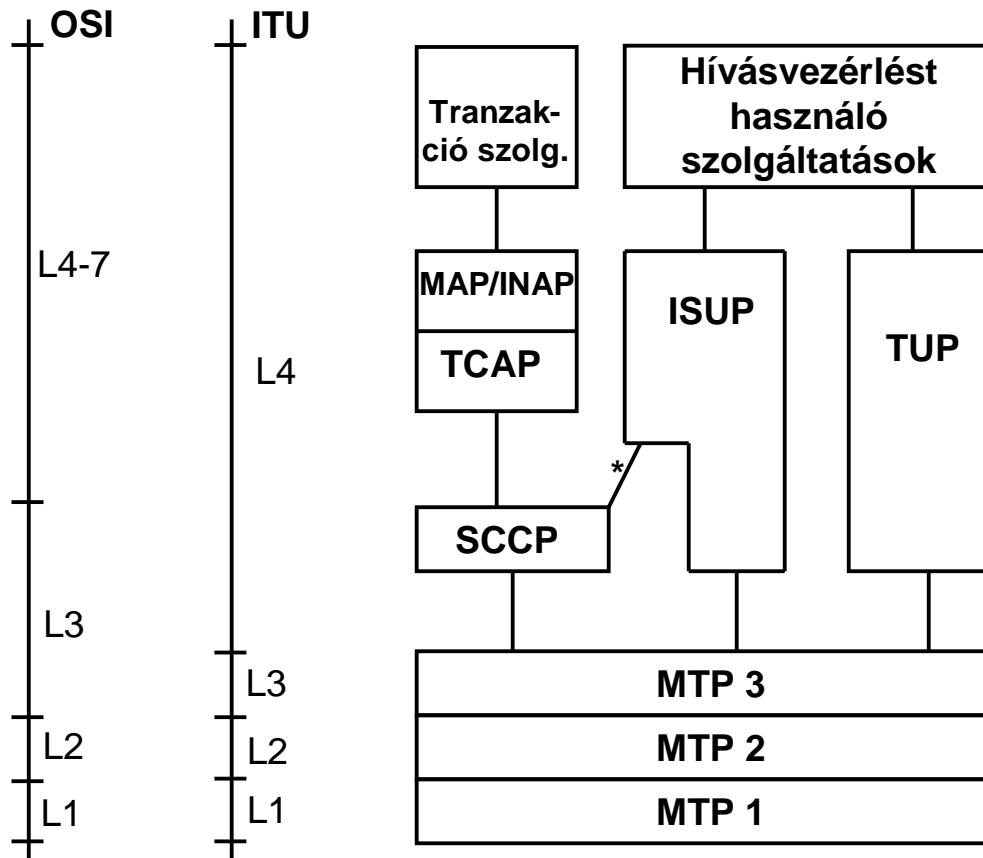 OSI
ITU
Tranzak-
ció szolg.
Hívásvezérlést
használó
szolgáltatások
L4-7
MAP/INAP
ISUP
TUP
TCAP
L4
*
SCCP
L3
L3
MTP 3
L2
L2
MTP 2
L1
L1
MTP 1